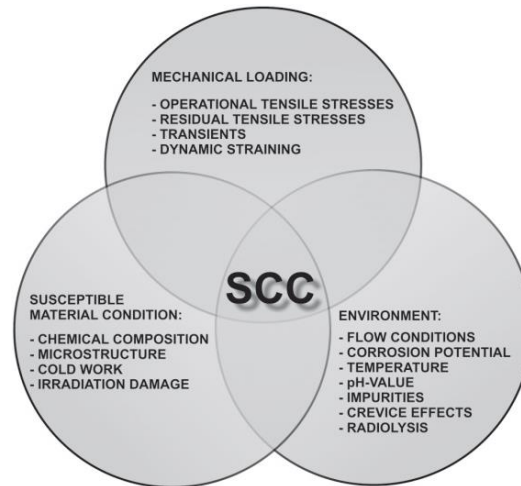 MECHANICAL LOADING:
- OPERATIONAL TENSILE STRESSES
- RESIDUAL TENSILE STRESSES
- TRANSIENTS
- DYNAMIC STRAINING
SCC
SUSCEPTIBLE
MATERIAL CONDITION:
- CHEMICAL COMPOSITION
- MICROSTRUCTURE
- COLD WORK
- IRRADIATION DAMAGE
ENVIRONMENT:
- FLOW CONDITIONS
- CORROSION POTENTIAL
- TEMPERATURE
- pH-VALUE
- IMPURITIES
- CREVICE EFFECTS
- RADIOLYSIS